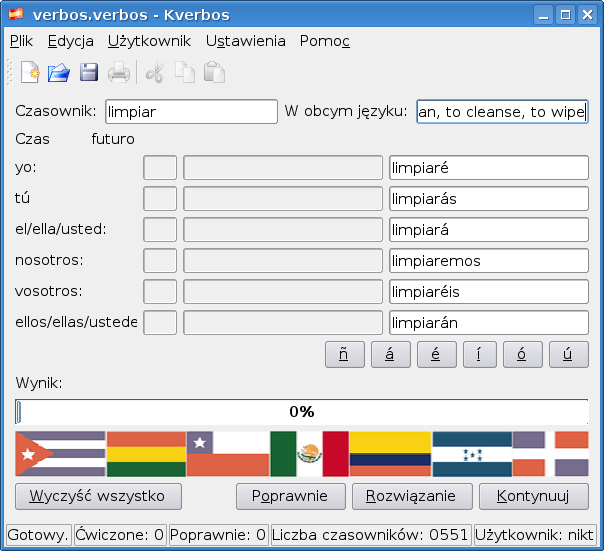 verbos.verbos - Kverbos
Plik Edycja Użytkownik Ustawienia Pomoc
Czasownik: limpiar W obcym języku: an, to cleanse, to wipe
Czas futuro
yo: limpiaré
tú limpiarás
el/ella/usted: limpiará
nosotros: limpiaremos
vosotros: limpiaréis
ellos/ellas/ustede limpiarán
ñ á é í ó ú
Wynik:
0%
Wyczyść wszystko Poprawnie Rozwiązanie Kontynuuj
Gotowy. Ćwiczone: 0 Poprawnie: 0 Liczba czasowników: 0551 Użytkownik: nikt